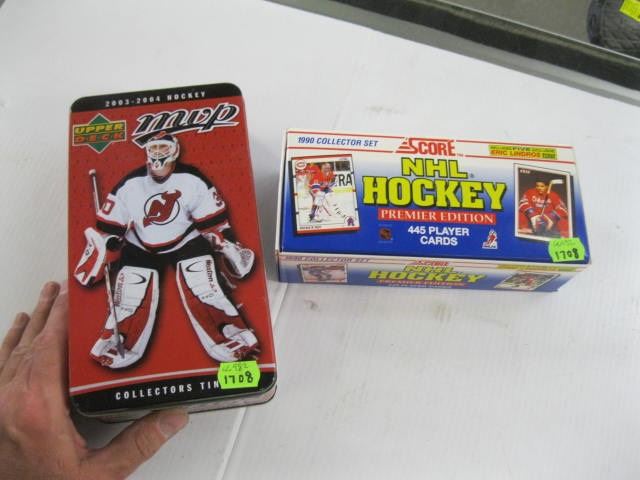 2003-2004 HOCKEY
UPPER DECK
mvp
COLLECTORS TIN
1708
1990 COLLECTOR SET
SCORE
ERIC LINDROS
NHL
HOCKEY
PREMIER EDITION
445 PLAYER
CARDS
1708
1990 COLLECTOR SET
NHL
HOCKEY
PREMIER EDITION